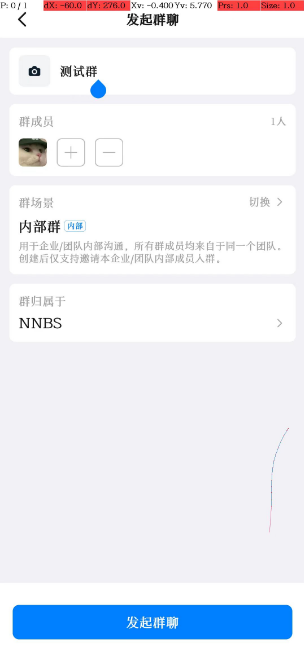 P: 0 / 1 dX: -60.0 dY: 276.0 Xv: -0.400 Yv: 5.770 Prs: 1.0 Size: 1.0
发起群聊
测试群
群成员 1人
群场景 切换
内部群 内部
用于企业/团队内部沟通，所有群成员均来自于同一个团队。
创建后仅支持邀请本企业/团队内部成员入群。
群归属于
NNBS
发起群聊